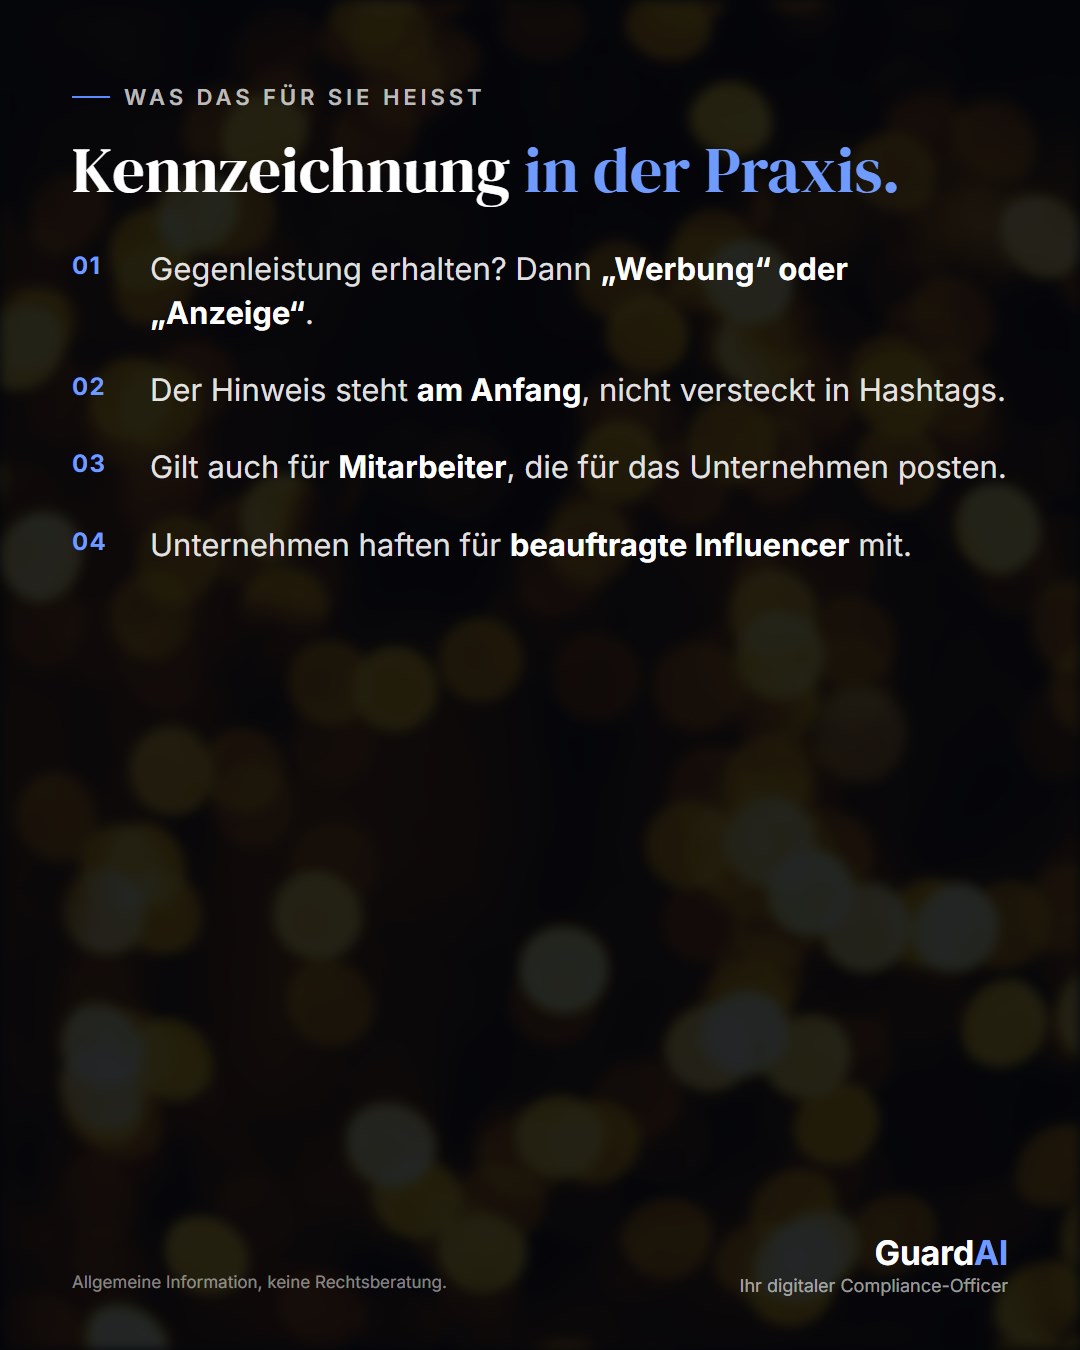 WAS DAS FÜR SIE HEISST
Kennzeichnung in der Praxis.
01 Gegenleistung erhalten? Dann „Werbung“ oder
„Anzeige“.
02 Der Hinweis steht am Anfang, nicht versteckt in Hashtags.
03 Gilt auch für Mitarbeiter, die für das Unternehmen posten.
04 Unternehmen haften für beauftragte Influencer mit.
GuardAI
Allgemeine Information, keine Rechtsberatung.
Ihr digitaler Compliance-Officer